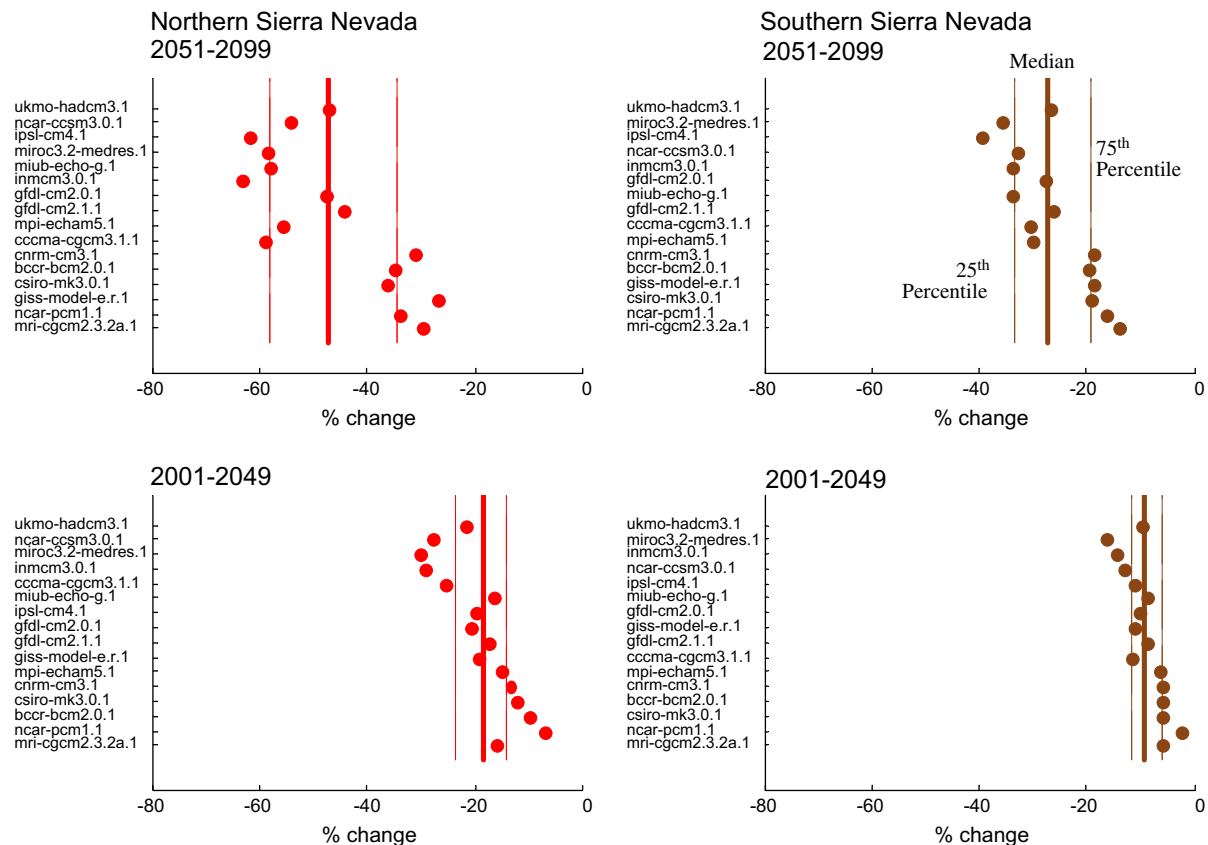 Northern Sierra Nevada
2051-2099
ukmo-hadcm3.1
ncar-ccsm3.0.1
ipsl-cm4.1
miroc3.2-medres.1
miub-echo-g.1
inmcm3.0.1
gfdl-cm2.0.1
gfdl-cm2.1.1
mpi-echam5.1
cccma-cgcm3.1.1
cnrm-cm3.1
bccr-bcm2.0.1
csiro-mk3.0.1
giss-model-e.r.1
ncar-pcm1.1
mri-cgcm2.3.2a.1
-80 -60 -40 -20 0
% change
Southern Sierra Nevada
2051-2099
Median
ukmo-hadcm3.1
miroc3.2-medres.1
ipsl-cm4.1
ncar-ccsm3.0.1
inmcm3.0.1
gfdl-cm2.0.1
miub-echo-g.1
gfdl-cm2.1.1
cccma-cgcm3.1.1
mpi-echam5.1
cnrm-cm3.1
bccr-bcm2.0.1
giss-model-e.r.1
csiro-mk3.0.1
ncar-pcm1.1
mri-cgcm2.3.2a.1
75th
Percentile
25th
Percentile
-80 -60 -40 -20 0
% change
2001-2049
ukmo-hadcm3.1
ncar-ccsm3.0.1
miroc3.2-medres.1
inmcm3.0.1
cccma-cgcm3.1.1
miub-echo-g.1
ipsl-cm4.1
gfdl-cm2.0.1
gfdl-cm2.1.1
giss-model-e.r.1
mpi-echam5.1
cnrm-cm3.1
csiro-mk3.0.1
bccr-bcm2.0.1
ncar-pcm1.1
mri-cgcm2.3.2a.1
-80 -60 -40 -20 0
% change
2001-2049
ukmo-hadcm3.1
miroc3.2-medres.1
inmcm3.0.1
ncar-ccsm3.0.1
ipsl-cm4.1
miub-echo-g.1
gfdl-cm2.0.1
giss-model-e.r.1
gfdl-cm2.1.1
cccma-cgcm3.1.1
mpi-echam5.1
cnrm-cm3.1
bccr-bcm2.0.1
csiro-mk3.0.1
ncar-pcm1.1
mri-cgcm2.3.2a.1
-80 -60 -40 -20 0
% change